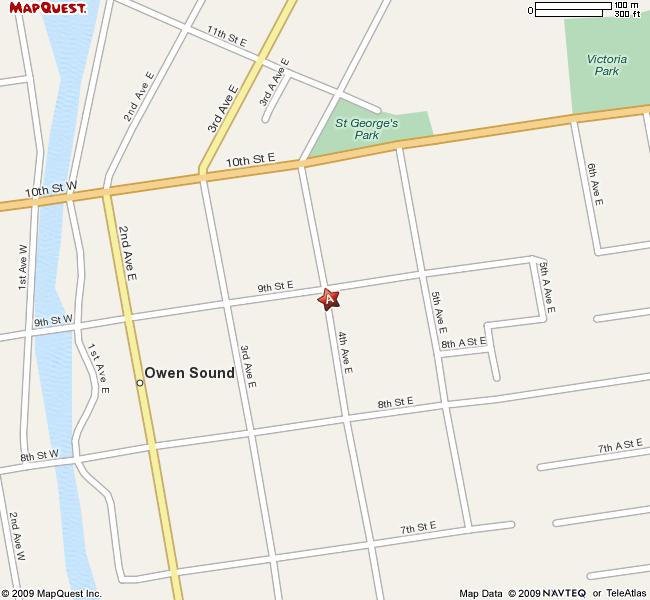 MAPQUEST.
0
100 m
300 ft
11th St E
Victoria
Park
2nd Ave E
3rd Ave E
3rd A Ave E
St George's
Park
10th St E
10th St W
6th Ave E
2nd Ave E
1st Ave W
5th A Ave E
9th St E
A
5th Ave E
9th St W
4th Ave E
8th A St E
1st Ave E
3rd Ave E
Owen Sound
8th St E
8th St W
7th A St E
2nd Ave W
7th St E
© 2009 MapQuest Inc.
Map Data © 2009 NAVTEQ or TeleAtlas